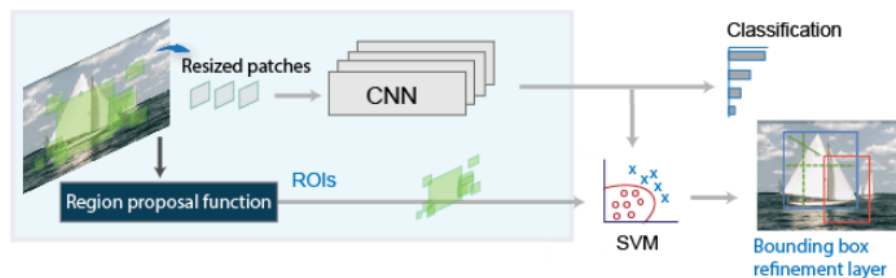 Classification
Resized patches
CNN
Region proposal function
ROIs
SVM
Bounding box
refinement layer